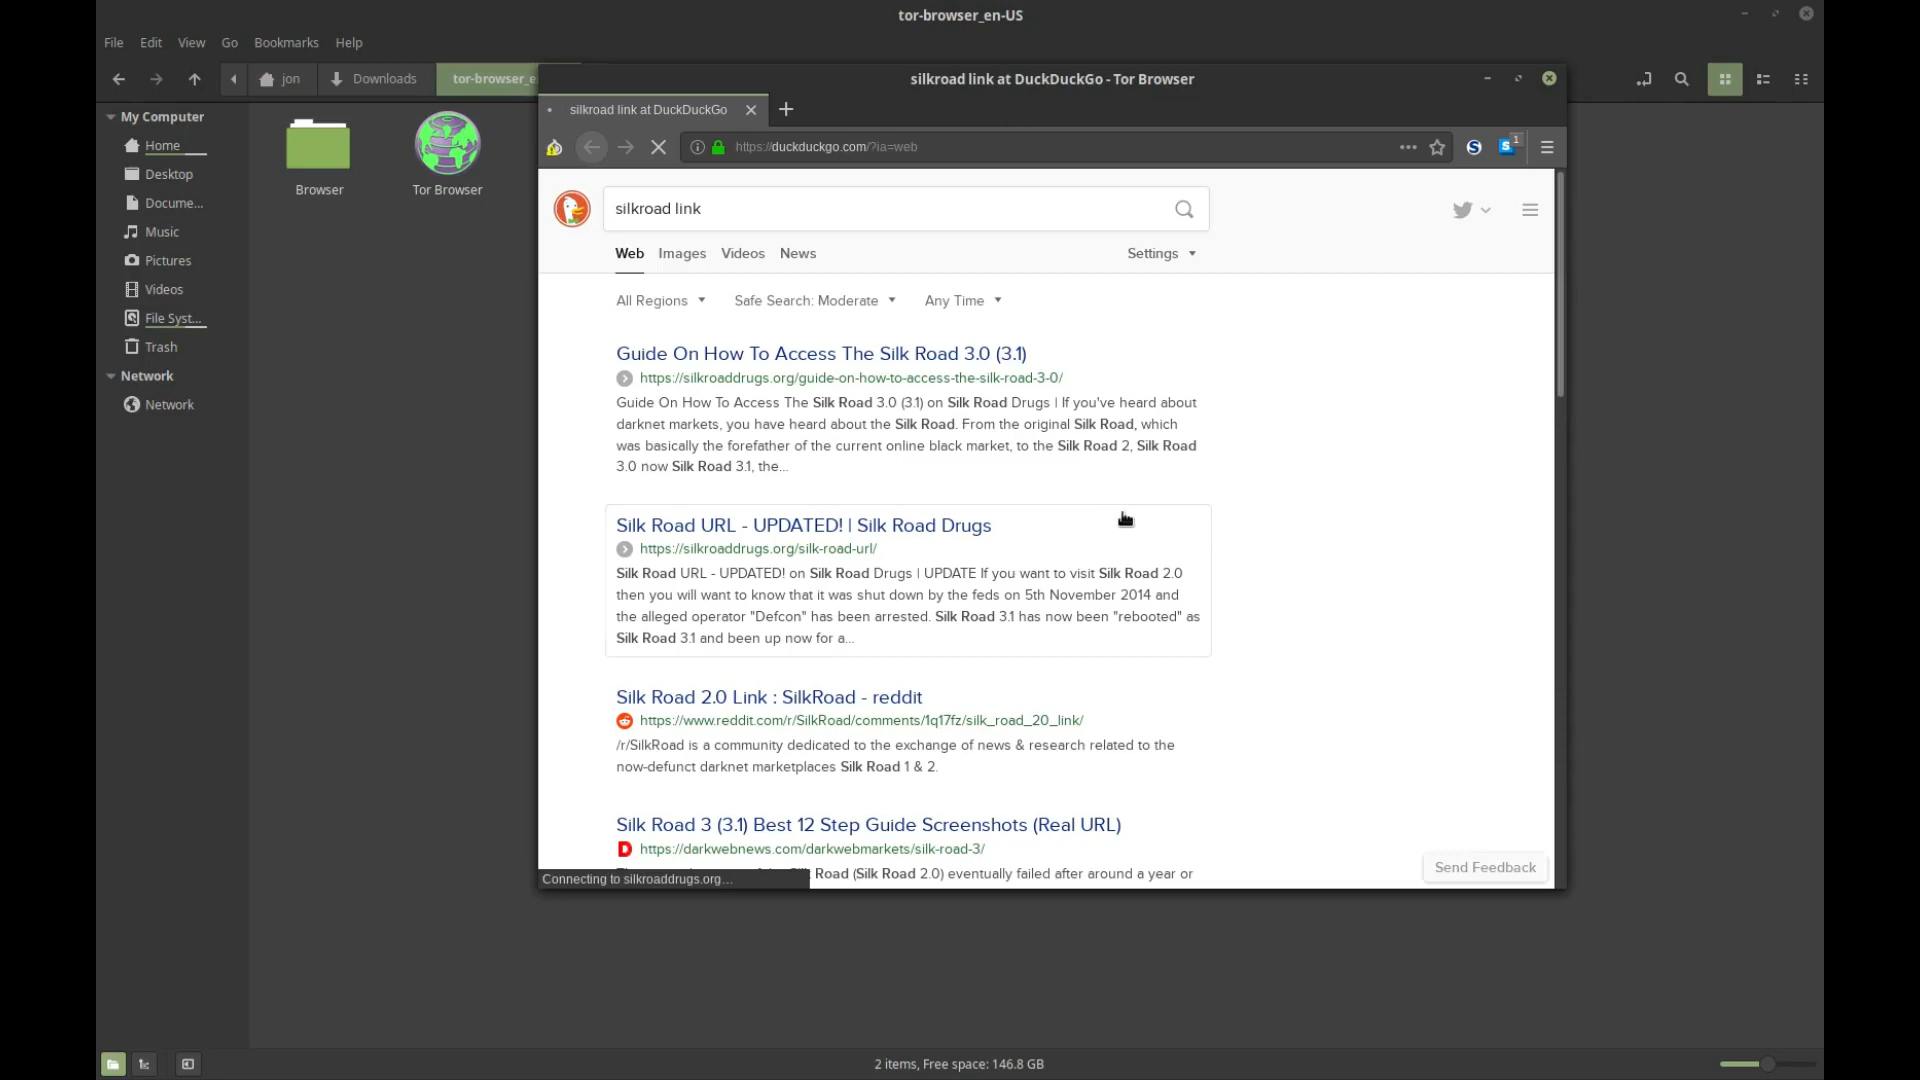 tor-browser_en-US
File Edit View Go Bookmarks Help
jon Downloads tor-browser_e
My Computer
Home
Desktop
Docume...
Music
Pictures
Videos
File Syst...
Trash
Network
Network
Browser
Tor Browser
silkroad link at DuckDuckGo - Tor Browser
silkroad link at DuckDuckGo
https://duckduckgo.com/?ia=web
S
S 1
silkroad link
Web Images Videos News Settings
All Regions Safe Search: Moderate Any Time
Guide On How To Access The Silk Road 3.0 (3.1)
https://silkroaddrugs.org/guide-on-how-to-access-the-silk-road-3-0/
Guide On How To Access The Silk Road 3.0 (3.1) on Silk Road Drugs | If you've heard about
darknet markets, you have heard about the Silk Road. From the original Silk Road, which
was basically the forefather of the current online black market, to the Silk Road 2, Silk Road
3.0 now Silk Road 3.1, the...
Silk Road URL - UPDATED! | Silk Road Drugs
https://silkroaddrugs.org/silk-road-url/
Silk Road URL - UPDATED! on Silk Road Drugs | UPDATE If you want to visit Silk Road 2.0
then you will want to know that it was shut down by the feds on 5th November 2014 and
the alleged operator "Defcon" has been arrested. Silk Road 3.1 has now been "rebooted" as
Silk Road 3.1 and been up now for a...
Silk Road 2.0 Link : SilkRoad - reddit
https://www.reddit.com/r/SilkRoad/comments/1q17fz/silk_road_20_link/
/r/SilkRoad is a community dedicated to the exchange of news & research related to the
now-defunct darknet marketplaces Silk Road 1 & 2.
Silk Road 3 (3.1) Best 12 Step Guide Screenshots (Real URL)
D https://darkwebnews.com/darkwebmarkets/silk-road-3/
Road (Silk Road 2.0) eventually failed after around a year or
Send Feedback
Connecting to silkroaddrugs.org...
2 items, Free space: 146.8 GB